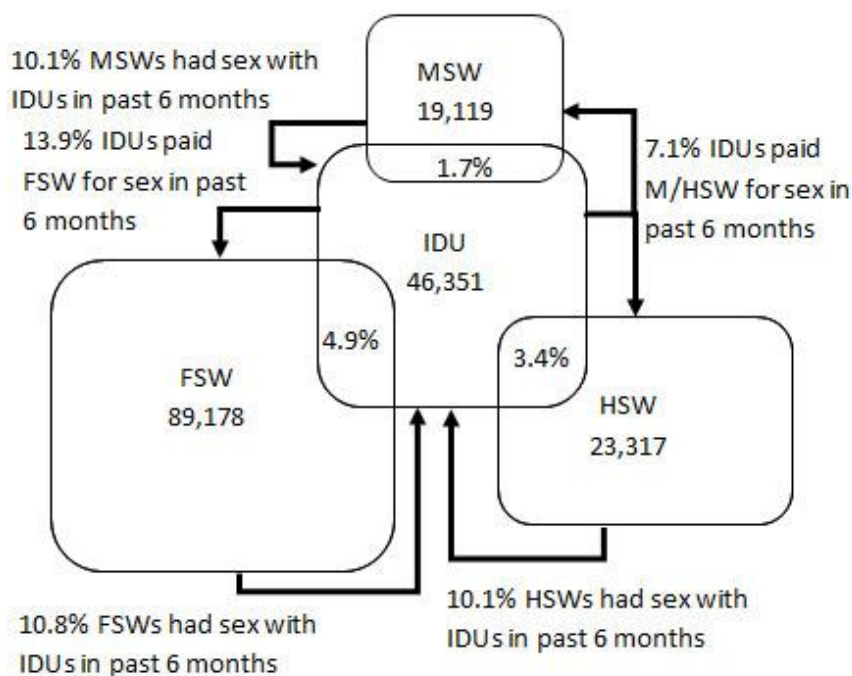 10.1% MSWs had sex with
IDUs in past 6 months
13.9% IDUs paid
FSW for sex in past
6 months
MSW
19,119
1.7%
7.1% IDUs paid
M/HSW for sex in
past 6 months
IDU
46,351
4.9%
3.4%
FSW
89,178
HSW
23,317
10.8% FSWs had sex with
IDUs in past 6 months
10.1% HSWs had sex with
IDUs in past 6 months